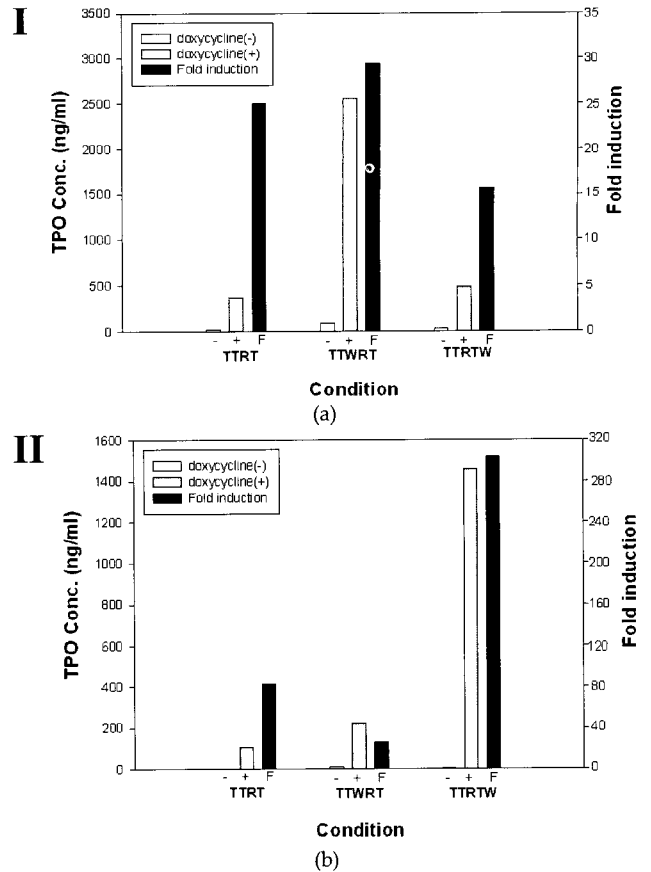 I
3500
3000
2500
2000
1500
1000
500
0
TPO Conc. (ng/ml)
doxycycline(-)
doxycycline(+)
Fold induction
35
30
25
20
15
10
5
0
Fold induction
- + F - + F - + F
TTRT TTWRT TTRTW
Condition
(a)
II
1600
1400
1200
1000
800
600
400
200
0
TPO Conc. (ng/ml)
doxycycline(-)
doxycycline(+)
Fold induction
320
280
240
200
160
120
80
40
0
Fold induction
- + F - + F - + F
TTRT TTWRT TTRTW
Condition
(b)